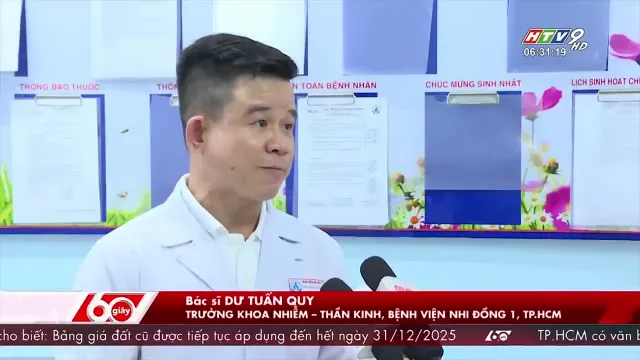 HTV9 HD
06:31:19
THÔNG BÁO THUỐC
AN TOÀN BỆNH NHÂN
CHÚC MỪNG SINH NHẬT
LỊCH SINH HOẠT
60 giây
Bác sĩ DƯ TUẤN QUY
TRƯỞNG KHOA NHIỄM – THẦN KINH, BỆNH VIỆN NHI ĐỒNG 1, TP.HCM
cho biết: Bảng giá đất cũ được tiếp tục áp dụng đến hết ngày 31/12/2025 60 TP.HCM có văn b